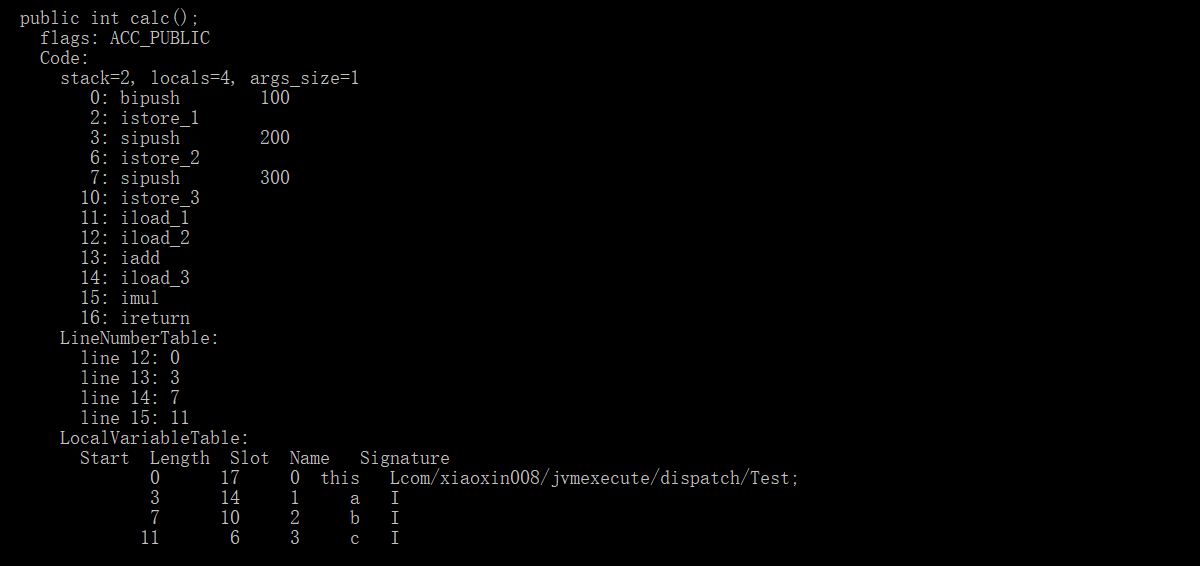 public int calc();
flags: ACC_PUBLIC
Code:
stack=2, locals=4, args_size=1
0: bipush 100
2: istore_1
3: sipush 200
6: istore_2
7: sipush 300
10: istore_3
11: iload_1
12: iload_2
13: iadd
14: iload_3
15: imul
16: ireturn
LineNumberTable:
line 12: 0
line 13: 3
line 14: 7
line 15: 11
LocalVariableTable:
Start Length Slot Name Signature
0 17 0 this Lcom/xiaoxin008/jvmexecute/dispatch/Test;
3 14 1 a I
7 10 2 b I
11 6 3 c I